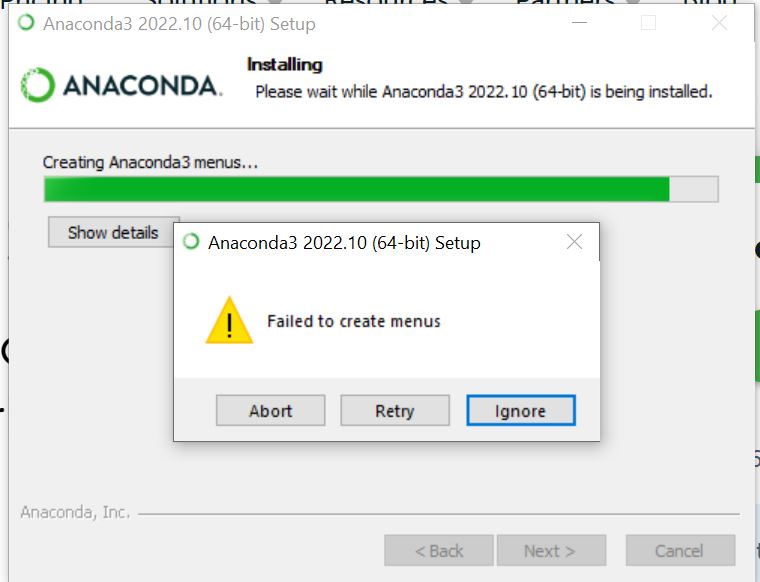 Anaconda3 2022.10 (64-bit) Setup
ANACONDA.
Installing
Please wait while Anaconda3 2022.10 (64-bit) is being installed.
Creating Anaconda3 menus...
Show details
Anaconda3 2022.10 (64-bit) Setup
Failed to create menus
Abort
Retry
Ignore
Anaconda, Inc.
< Back
Next >
Cancel